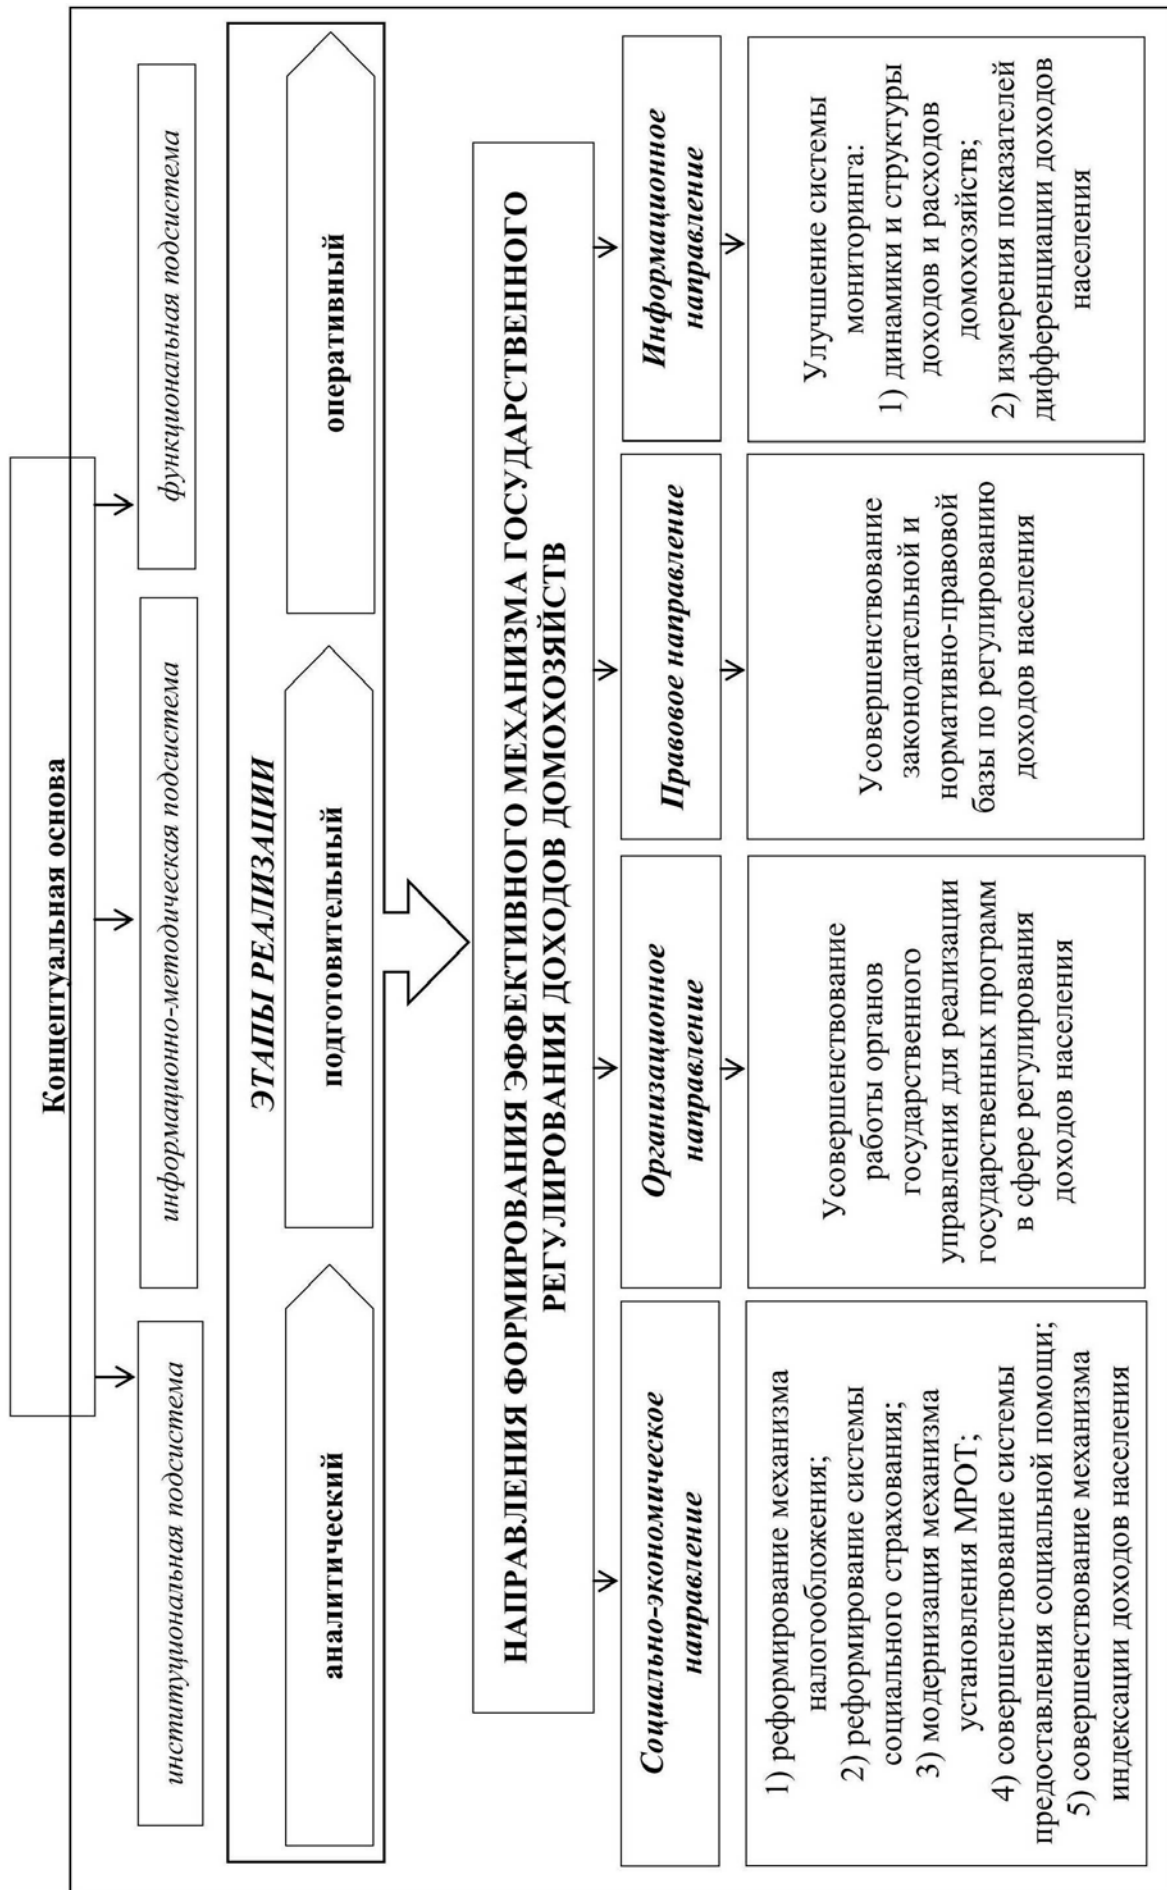 Концептуальная основа
институциональная подсистема
информационно-методическая подсистема
функциональная подсистема
ЭТАПЫ РЕАЛИЗАЦИИ
аналитический
подготовительный
оперативный
НАПРАВЛЕНИЯ ФОРМИРОВАНИЯ ЭФФЕКТИВНОГО МЕХАНИЗМА ГОСУДАРСТВЕННОГО
РЕГУЛИРОВАНИЯ ДОХОДОВ ДОМОХОЗЯЙСТВ
Социально-экономическое
направление
1) реформирование механизма
налогообложения;
2) реформирование системы
социального страхования;
3) модернизация механизма
установления МРОТ;
4) совершенствование системы
предоставления социальной помощи;
5) совершенствование механизма
индексации доходов населения
Организационное
направление
Усовершенствование
работы органов
государственного
управления для реализации
государственных программ
в сфере регулирования
доходов населения
Правовое направление
Усовершенствование
законодательной и
нормативно-правовой
базы по регулированию
доходов населения
Информационное
направление
Улучшение системы
мониторинга:
1) динамики и структуры
доходов и расходов
домохозяйств;
2) измерения показателей
дифференциации доходов
населения